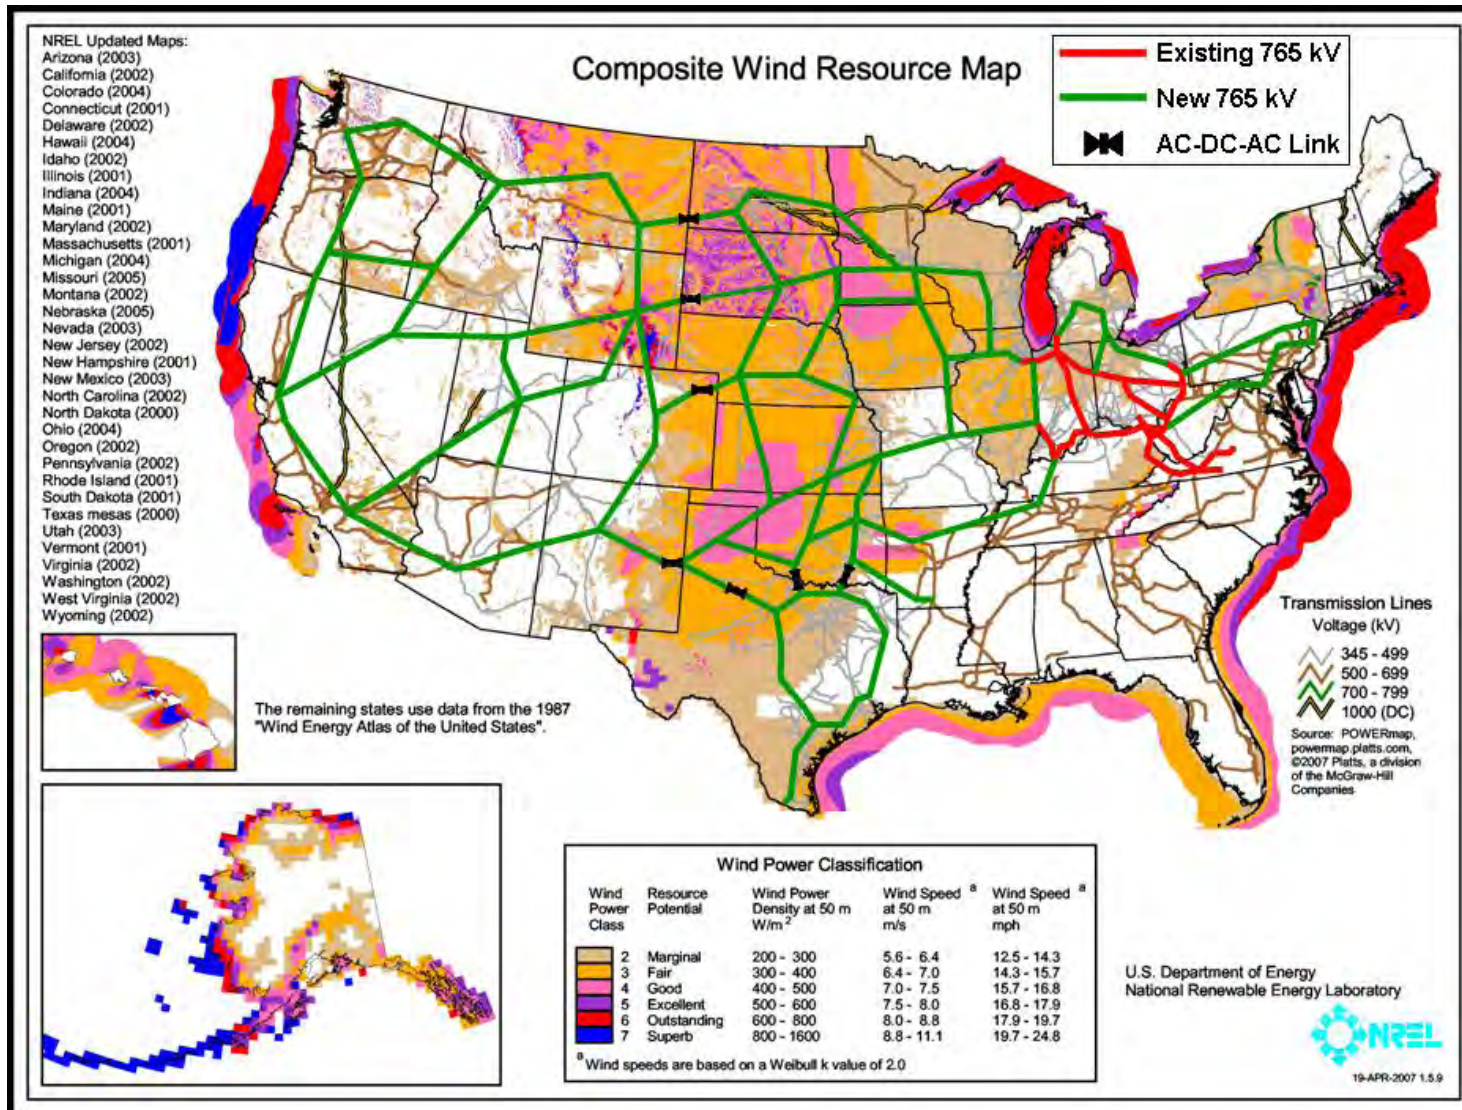 NREL Updated Maps:
Arizona (2003)
California (2002)
Colorado (2004)
Connecticut (2001)
Delaware (2002)
Hawaii (2004)
Idaho (2002)
Illinois (2001)
Indiana (2004)
Maine (2001)
Maryland (2002)
Massachusetts (2001)
Michigan (2004)
Missouri (2005)
Montana (2002)
Nebraska (2005)
Nevada (2003)
New Jersey (2002)
New Hampshire (2001)
New Mexico (2003)
North Carolina (2002)
North Dakota (2000)
Ohio (2004)
Oregon (2002)
Pennsylvania (2002)
Rhode Island (2001)
South Dakota (2001)
Texas mesas (2000)
Utah (2003)
Vermont (2001)
Virginia (2002)
Washington (2002)
West Virginia (2002)
Wyoming (2002)
Composite Wind Resource Map
Existing 765 kV
New 765 kV
AC-DC-AC Link
Transmission Lines
Voltage (kV)
345 - 499
500 - 699
700 - 799
1000 (DC)
Source: POWERmap,
powermap.platts.com,
©2007 Platts, a division
of the McGraw-Hill
Companies
The remaining states use data from the 1987
"Wind Energy Atlas of the United States".
Wind Power Classification
Wind Resource Wind Power Wind Speed a Wind Speed a
Power Potential Density at 50 m at 50 m at 50 m
Class W/m 2 m/s mph
2 Marginal 200 - 300 5.6 - 6.4 12.5 - 14.3
3 Fair 300 - 400 6.4 - 7.0 14.3 - 15.7
4 Good 400 - 500 7.0 - 7.5 15.7 - 16.8
5 Excellent 500 - 600 7.5 - 8.0 16.8 - 17.9
6 Outstanding 600 - 800 8.0 - 8.8 17.9 - 19.7
7 Superb 800 - 1600 8.8 - 11.1 19.7 - 24.8
a Wind speeds are based on a Weibull k value of 2.0
U.S. Department of Energy
National Renewable Energy Laboratory
NREL
19-APR-2007 1.5.9